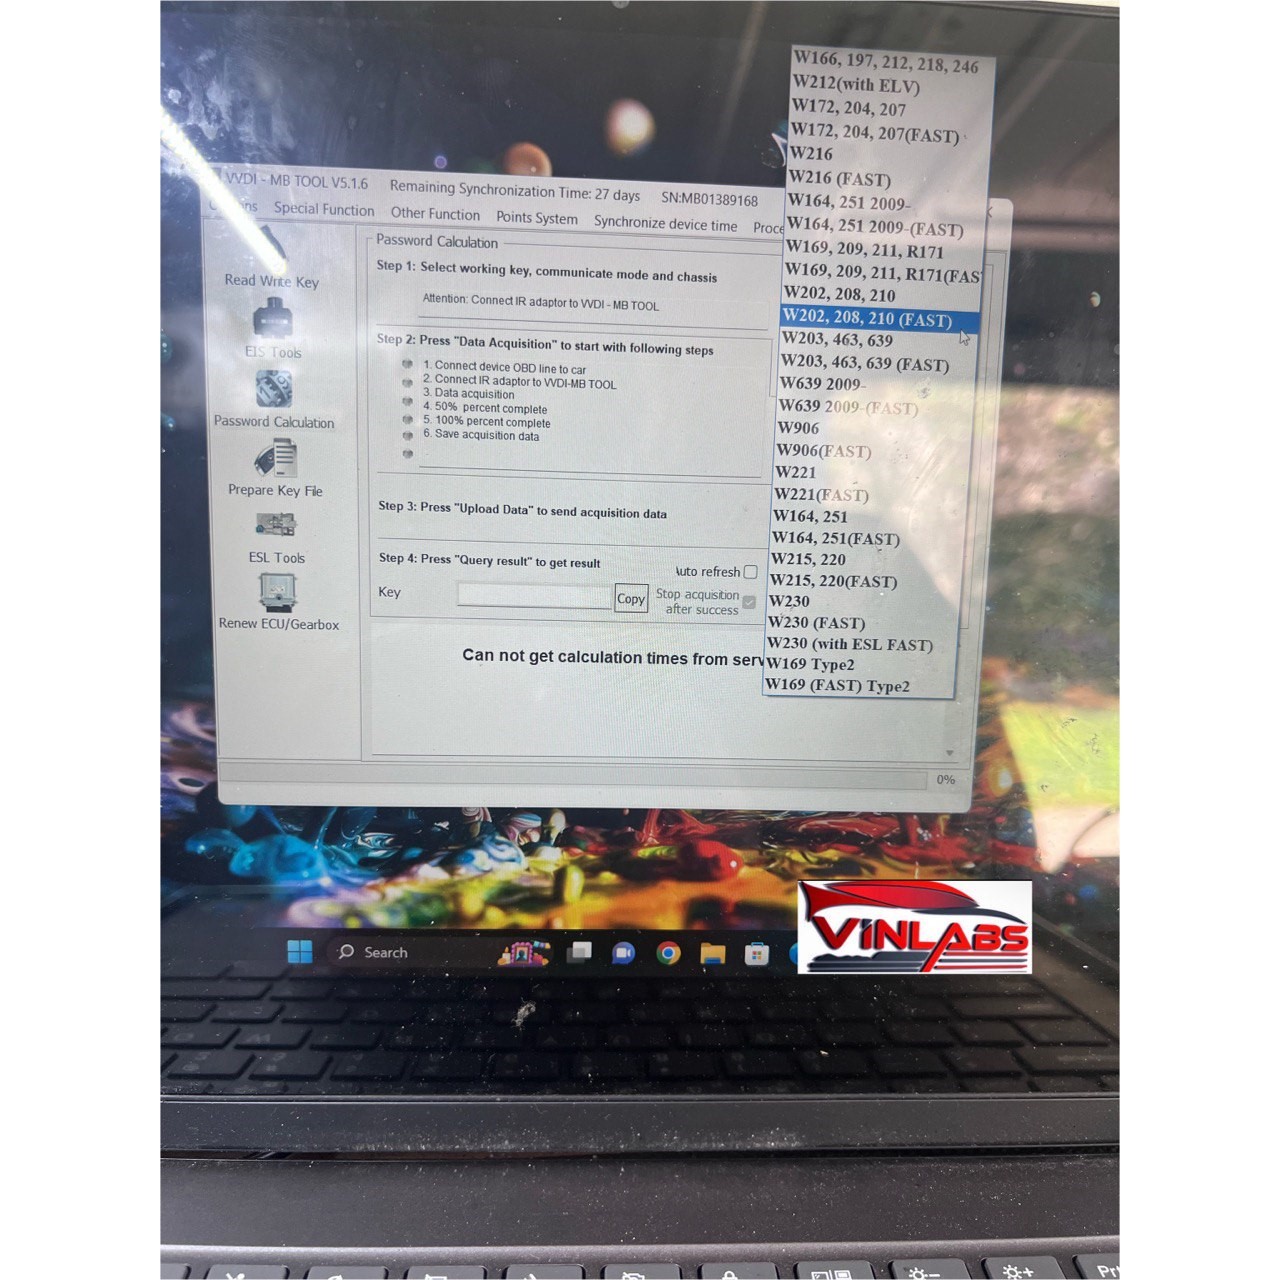 VVDI - MB TOOL V5.1.6 Remaining Synchronization Time: 27 days SN:MB01389168
Special Function Other Function Points System Synchronize device time
Read Write Key
EIS Tools
Password Calculation
Prepare Key File
ESL Tools
Renew ECU/Gearbox
Password Calculation
Step 1: Select working key, communicate mode and chassis
Attention: Connect IR adaptor to VVDI - MB TOOL
Step 2: Press "Data Acquisition" to start with following steps
1. Connect device OBD line to car
2. Connect IR adaptor to VVDI-MB TOOL
3. Data acquisition
4. 50% percent complete
5. 100% percent complete
6. Save acquisition data
Step 3: Press "Upload Data" to send acquisition data
Step 4: Press "Query result" to get result
Auto refresh
Key
Copy
Stop acquisition
after success
Can not get calculation times from serv
0%
W166, 197, 212, 218, 246
W212(with ELV)
W172, 204, 207
W172, 204, 207(FAST)
W216
W216 (FAST)
W164, 251 2009-
W164, 251 2009-(FAST)
W169, 209, 211, R171
W169, 209, 211, R171(FAS
W202, 208, 210
W202, 208, 210 (FAST)
W203, 463, 639
W203, 463, 639 (FAST)
W639 2009-
W639 2009-(FAST)
W906
W906(FAST)
W221
W221(FAST)
W164, 251
W164, 251(FAST)
W215, 220
W215, 220(FAST)
W230
W230 (FAST)
W230 (with ESL FAST)
W169 Type2
W169 (FAST) Type2
Search
VINLABS